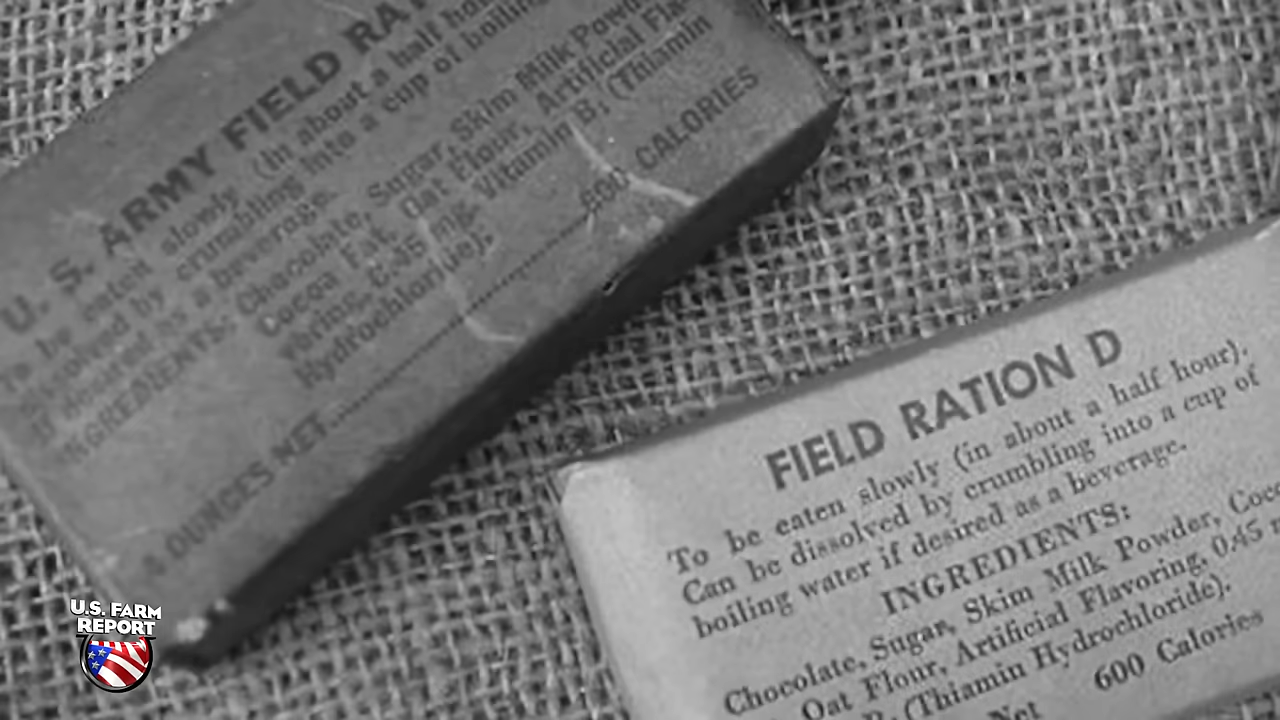 U. S. ARMY FIELD RA
To be eaten slowly (in about a half hou
dissolved by crumbling into a cup of boilin
if desired as a beverage.
INGREDIENTS: Chocolate, Sugar, Skim Milk Powd
Cocoa Fat, Oat Flour, Artificial Fla-
voring, 0.45 mg. Vitamin B1 (Thiamin
Hydrochloride).
4 OUNCES NET 600 CALORIES
FIELD RATION D
To be eaten slowly (in about a half hour).
Can be dissolved by crumbling into a cup of
boiling water if desired as a beverage.
INGREDIENTS:
Chocolate, Sugar, Skim Milk Powder, Coc
Oat Flour, Artificial Flavoring, 0.45
(Thiamin Hydrochloride).
Net 600 Calories
U.S. FARM
REPORT